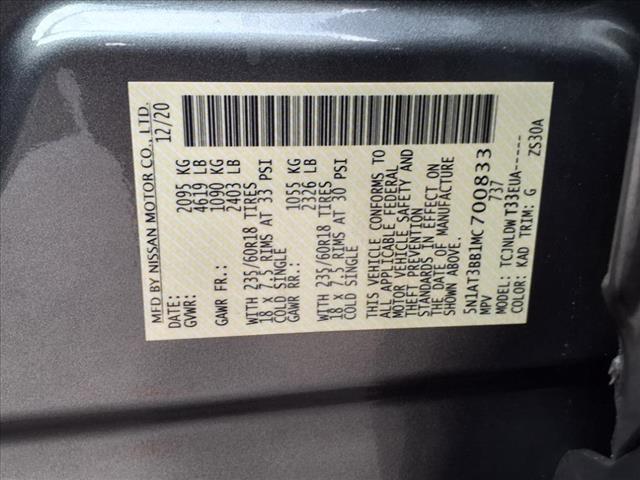 MFD BY NISSAN MOTOR CO., LTD.
DATE: 12/20
GVWR: 2095 KG
4619 LB
GAWR FR.: 1090 KG
2403 LB
WITH 235/60R18 TIRES
18 X 7.5 RIMS AT 33 PSI
COLD SINGLE
GAWR RR.: 1055 KG
2326 LB
WITH 235/60R18 TIRES
18 X 7.5 RIMS AT 30 PSI
COLD SINGLE
THIS VEHICLE CONFORMS TO
ALL APPLICABLE FEDERAL
MOTOR VEHICLE SAFETY AND
THEFT PREVENTION
STANDARDS IN EFFECT ON
THE DATE OF MANUFACTURE
SHOWN ABOVE.
5N1AT3BB1MC700833
MPV 737
MODEL: TCJNLDWT33EUA-----
COLOR: KAD TRIM: G ZS30A